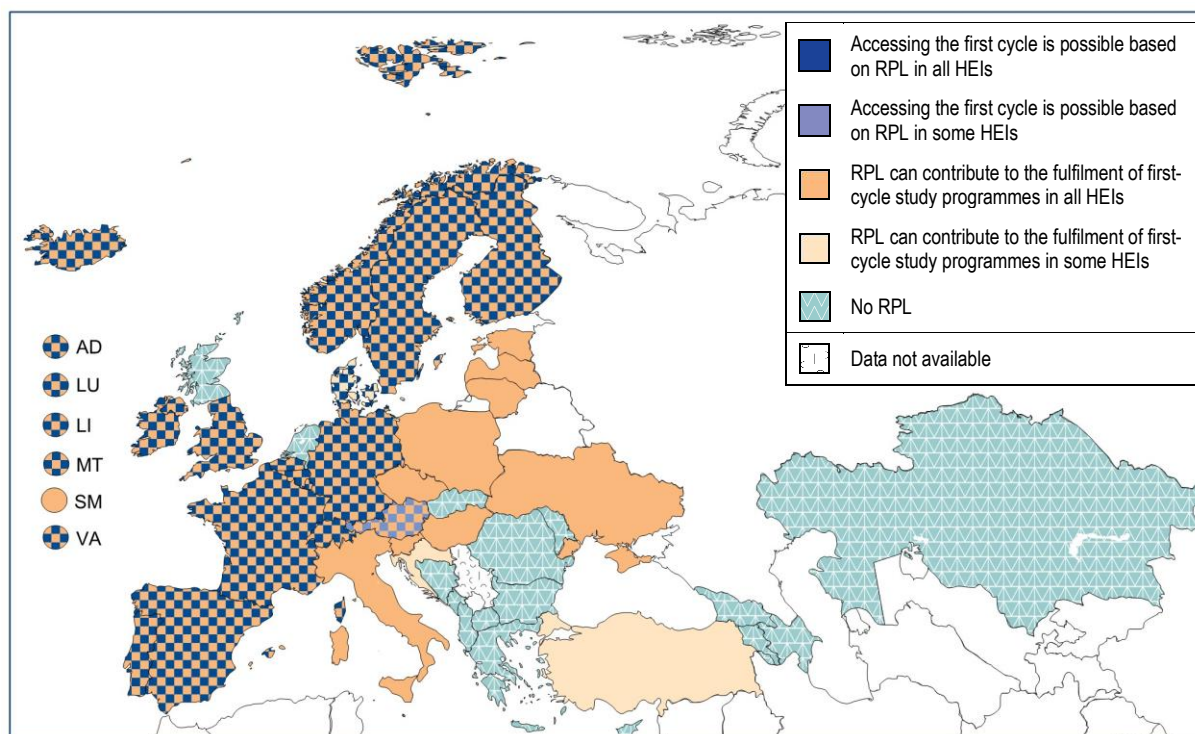 Accessing the first cycle is possible based
on RPL in all HEIs
Accessing the first cycle is possible based
on RPL in some HEIs
RPL can contribute to the fulfilment of first-
cycle study programmes in all HEIs
RPL can contribute to the fulfilment of first-
cycle study programmes in some HEIs
No RPL
Data not available
AD
LU
LI
MT
SM
VA